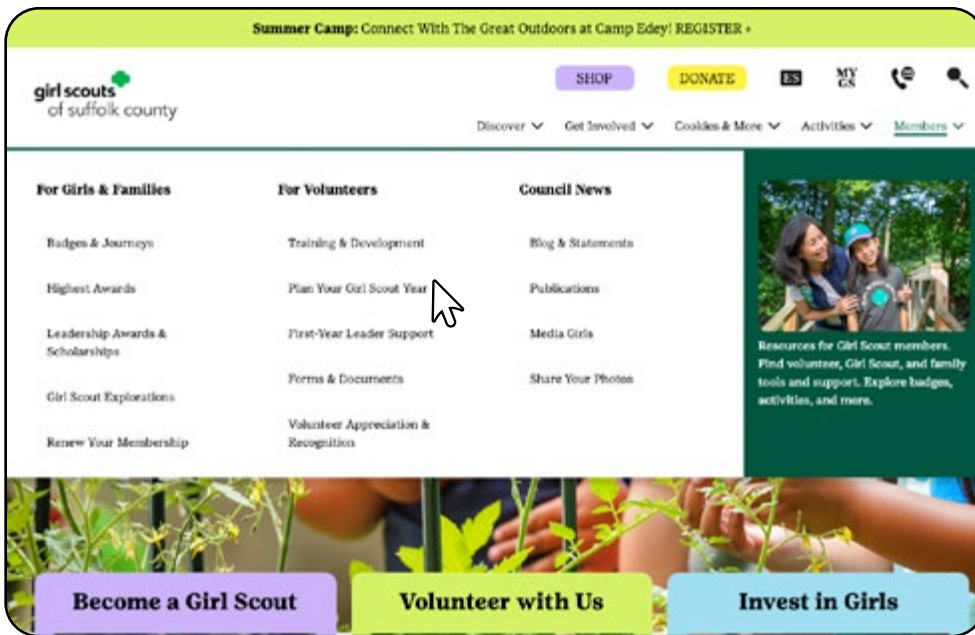 Summer Camp: Connect With The Great Outdoors at Camp Edey! REGISTER ›
girl scouts
of suffolk county
SHOP
DONATE
ES
MY
GS
Discover
Get Involved
Cookies & More
Activities
Members
For Girls & Families
Badges & Journeys
Highest Awards
Leadership Awards &
Scholarships
Girl Scout Explorations
Renew Your Membership
For Volunteers
Training & Development
Plan Your Girl Scout Year
First-Year Leader Support
Forms & Documents
Volunteer Appreciation &
Recognition
Council News
Blog & Statements
Publications
Media Girls
Share Your Photos
Resources for Girl Scout members.
Find volunteer, Girl Scout, and family
tools and support. Explore badges,
activities, and more.
Become a Girl Scout
Volunteer with Us
Invest in Girls